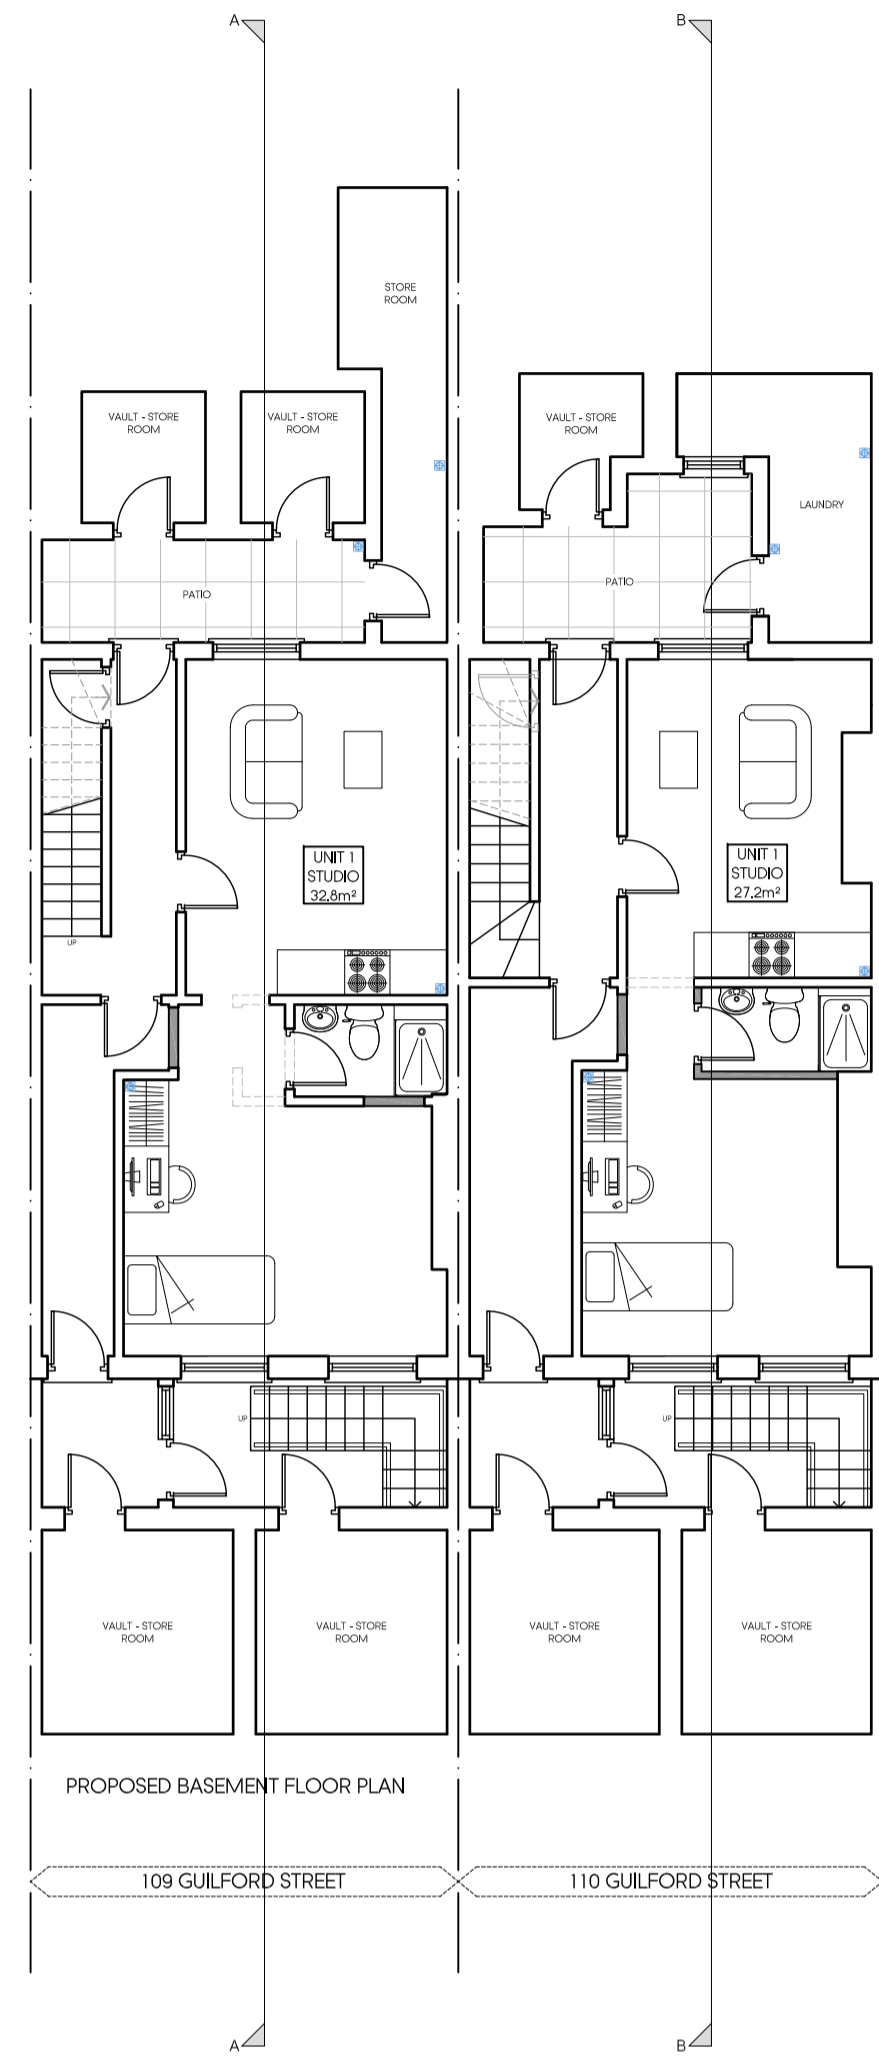 A
B
STORE
ROOM
VAULT - STORE
ROOM
VAULT - STORE
ROOM
VAULT - STORE
ROOM
LAUNDRY
PATIO
PATIO
UNIT 1
STUDIO
32.8m²
UNIT 1
STUDIO
27.2m²
UP
UP
UP
VAULT - STORE
ROOM
VAULT - STORE
ROOM
VAULT - STORE
ROOM
VAULT - STORE
ROOM
PROPOSED BASEMENT FLOOR PLAN
109 GUILFORD STREET
110 GUILFORD STREET
A
B